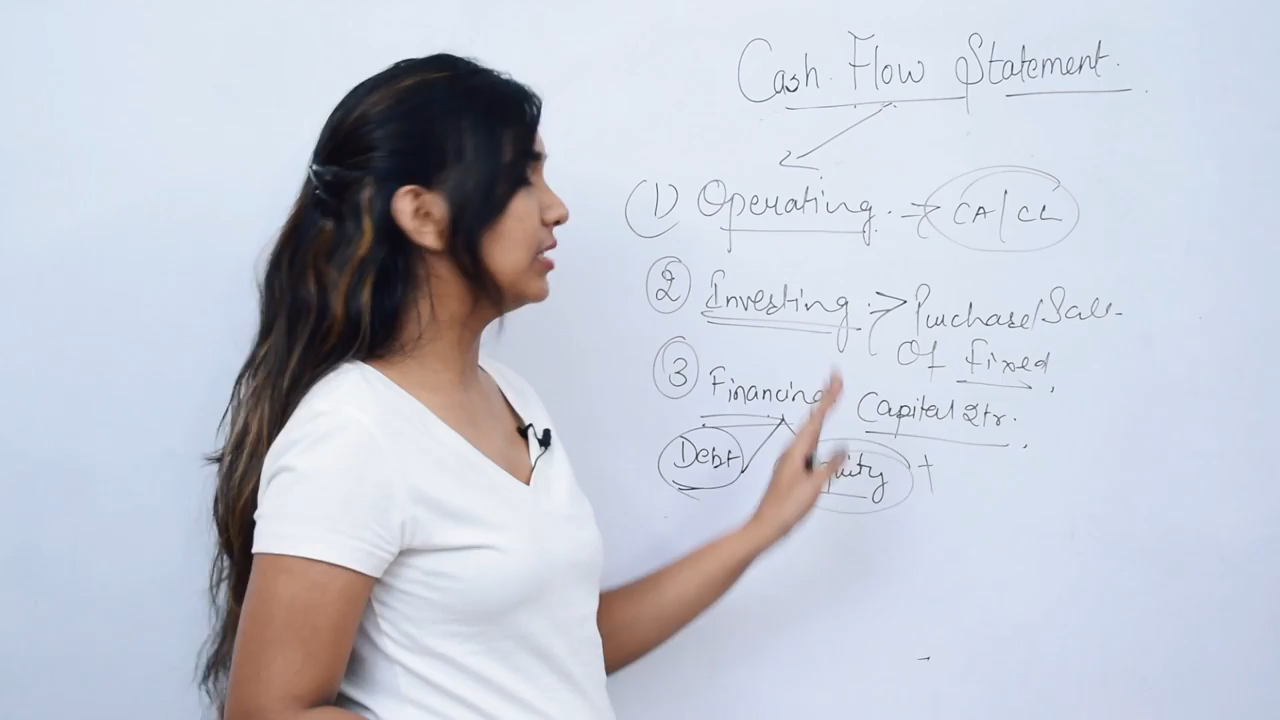 Cash Flow Statement.
1) Operating. → CA/CL
2 Investing. → Purchase/Sale
Of fixed,
3 Financing Capital Str.
Debt +